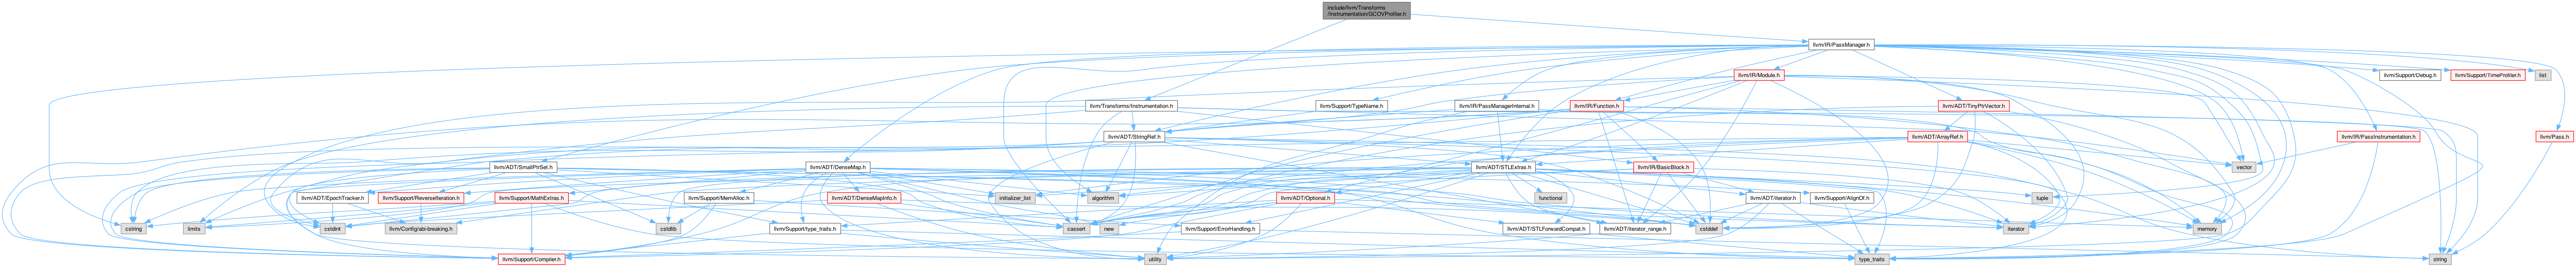 include/llvm/Transforms
/Instrumentation/GCOVProfiler.h
llvm/IR/PassManager.h
llvm/IR/Module.h
llvm/Support/Debug.h
llvm/Support/TimeProfiler.h
list
llvm/Transforms/Instrumentation.h
llvm/Support/TypeName.h
llvm/IR/PassManagerInternal.h
llvm/IR/Function.h
llvm/ADT/TinyPtrVector.h
llvm/ADT/StringRef.h
llvm/ADT/ArrayRef.h
llvm/IR/PassInstrumentation.h
llvm/Pass.h
llvm/ADT/SmallPtrSet.h
llvm/ADT/DenseMap.h
llvm/ADT/STLExtras.h
llvm/IR/BasicBlock.h
vector
llvm/ADT/EpochTracker.h
llvm/Support/ReverseIteration.h
llvm/Support/MathExtras.h
llvm/Support/MemAlloc.h
llvm/ADT/DenseMapInfo.h
initializer_list
algorithm
llvm/ADT/Optional.h
functional
llvm/ADT/iterator.h
llvm/Support/AlignOf.h
tuple
cstring
limits
cstdint
llvm/Config/abi-breaking.h
cstdlib
llvm/Support/type_traits.h
cassert
new
llvm/Support/ErrorHandling.h
llvm/ADT/STLForwardCompat.h
llvm/ADT/iterator_range.h
cstddef
iterator
memory
llvm/Support/Compiler.h
utility
type_traits
string